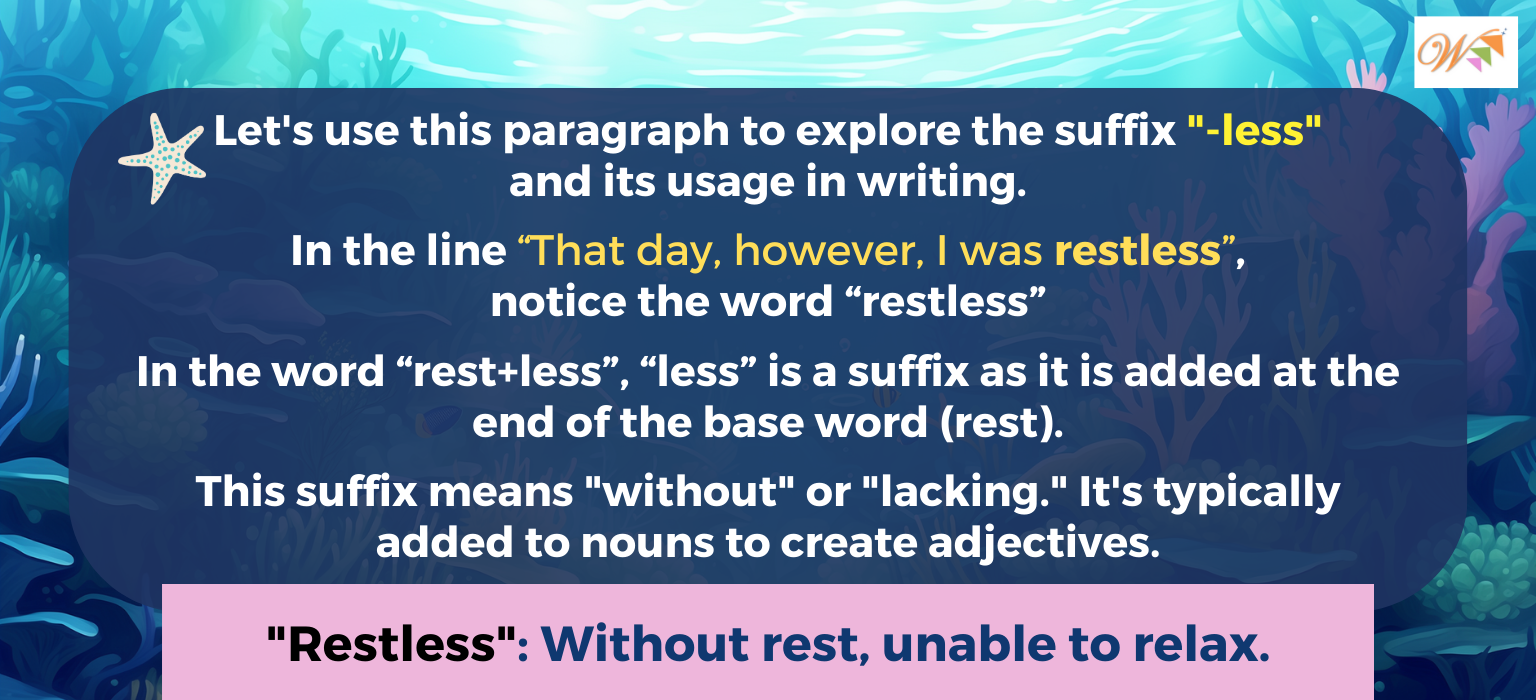 Let's use this paragraph to explore the suffix "-less"
and its usage in writing.
In the line “That day, however, I was restless”,
notice the word “restless”
In the word “rest+less”, “less” is a suffix as it is added at the
end of the base word (rest).
This suffix means "without" or "lacking." It's typically
added to nouns to create adjectives.
"Restless": Without rest, unable to relax.
W